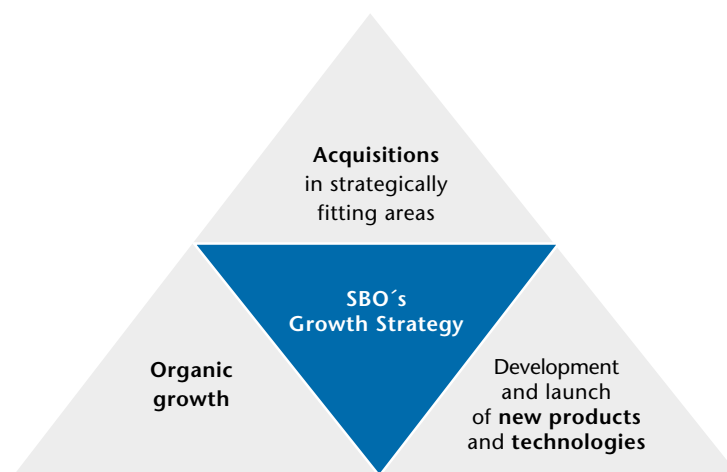 Acquisitions
in strategically
fitting areas
SBO´s
Growth Strategy
Organic
growth
Development
and launch
of new products
and technologies